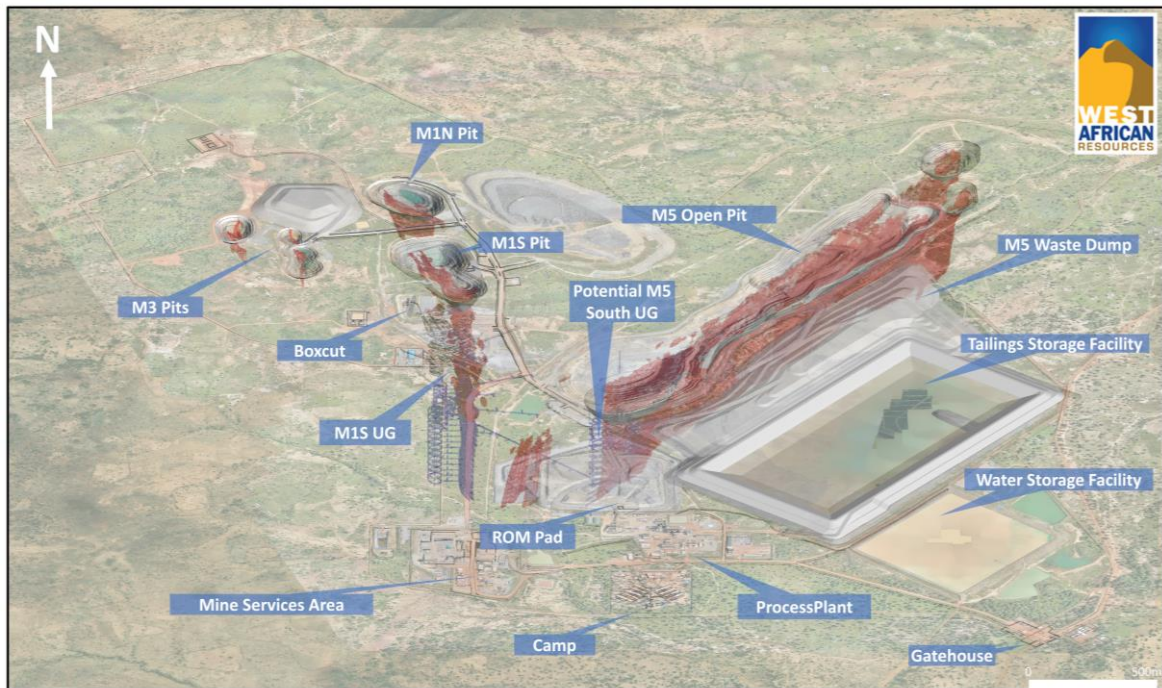 N
WEST
AFRICAN
RESOURCES
M1N Pit
M5 Open Pit
M1S Pit
M5 Waste Dump
M3 Pits
Potential M5
South UG
Boxcut
Tailings Storage Facility
M1S UG
Water Storage Facility
ROM Pad
Mine Services Area
ProcessPlant
Camp
Gatehouse
0 500m